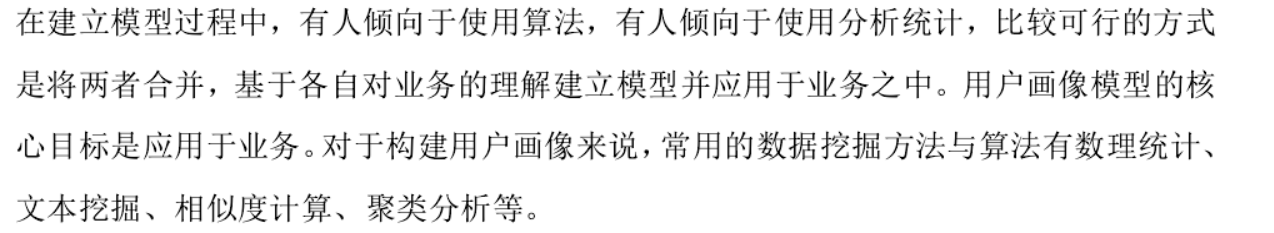 在建立模型过程中，有人倾向于使用算法，有人倾向于使用分析统计，比较可行的方式
是将两者合并，基于各自对业务的理解建立模型并应用于业务之中。用户画像模型的核
心目标是应用于业务。对于构建用户画像来说，常用的数据挖掘方法与算法有数理统计、
文本挖掘、相似度计算、聚类分析等。